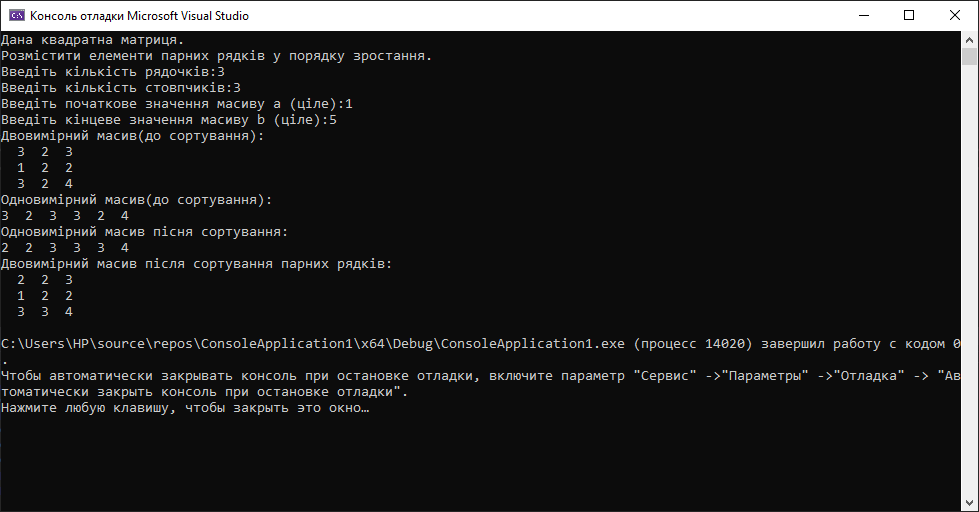 Консоль отладки Microsoft Visual Studio
Дана квадратна матриця.
Розмістити елементи парних рядків у порядку зростання.
Введіть кількість рядочків:3
Введіть кількість стовпчиків:3
Введіть початкове значення масиву a (ціле):1
Введіть кінцеве значення масиву b (ціле):5
Двовимірний масив(до сортування):
  3  2  3
  1  2  2
  3  2  4
Одновимірний масив(до сортування):
3  2  3  3  2  4
Одновимірний масив пісня сортування:
2  2  3  3  3  4
Двовимірний масив після сортування парних рядків:
  2  2  3
  1  2  2
  3  3  4
C:\Users\HP\source\repos\ConsoleApplication1\x64\Debug\ConsoleApplication1.exe (процесс 14020) завершил работу с кодом 0
.
Чтобы автоматически закрывать консоль при остановке отладки, включите параметр "Сервис" ->"Параметры" ->"Отладка" -> "Ав
томатически закрыть консоль при остановке отладки".
Нажмите любую клавишу, чтобы закрыть это окно…